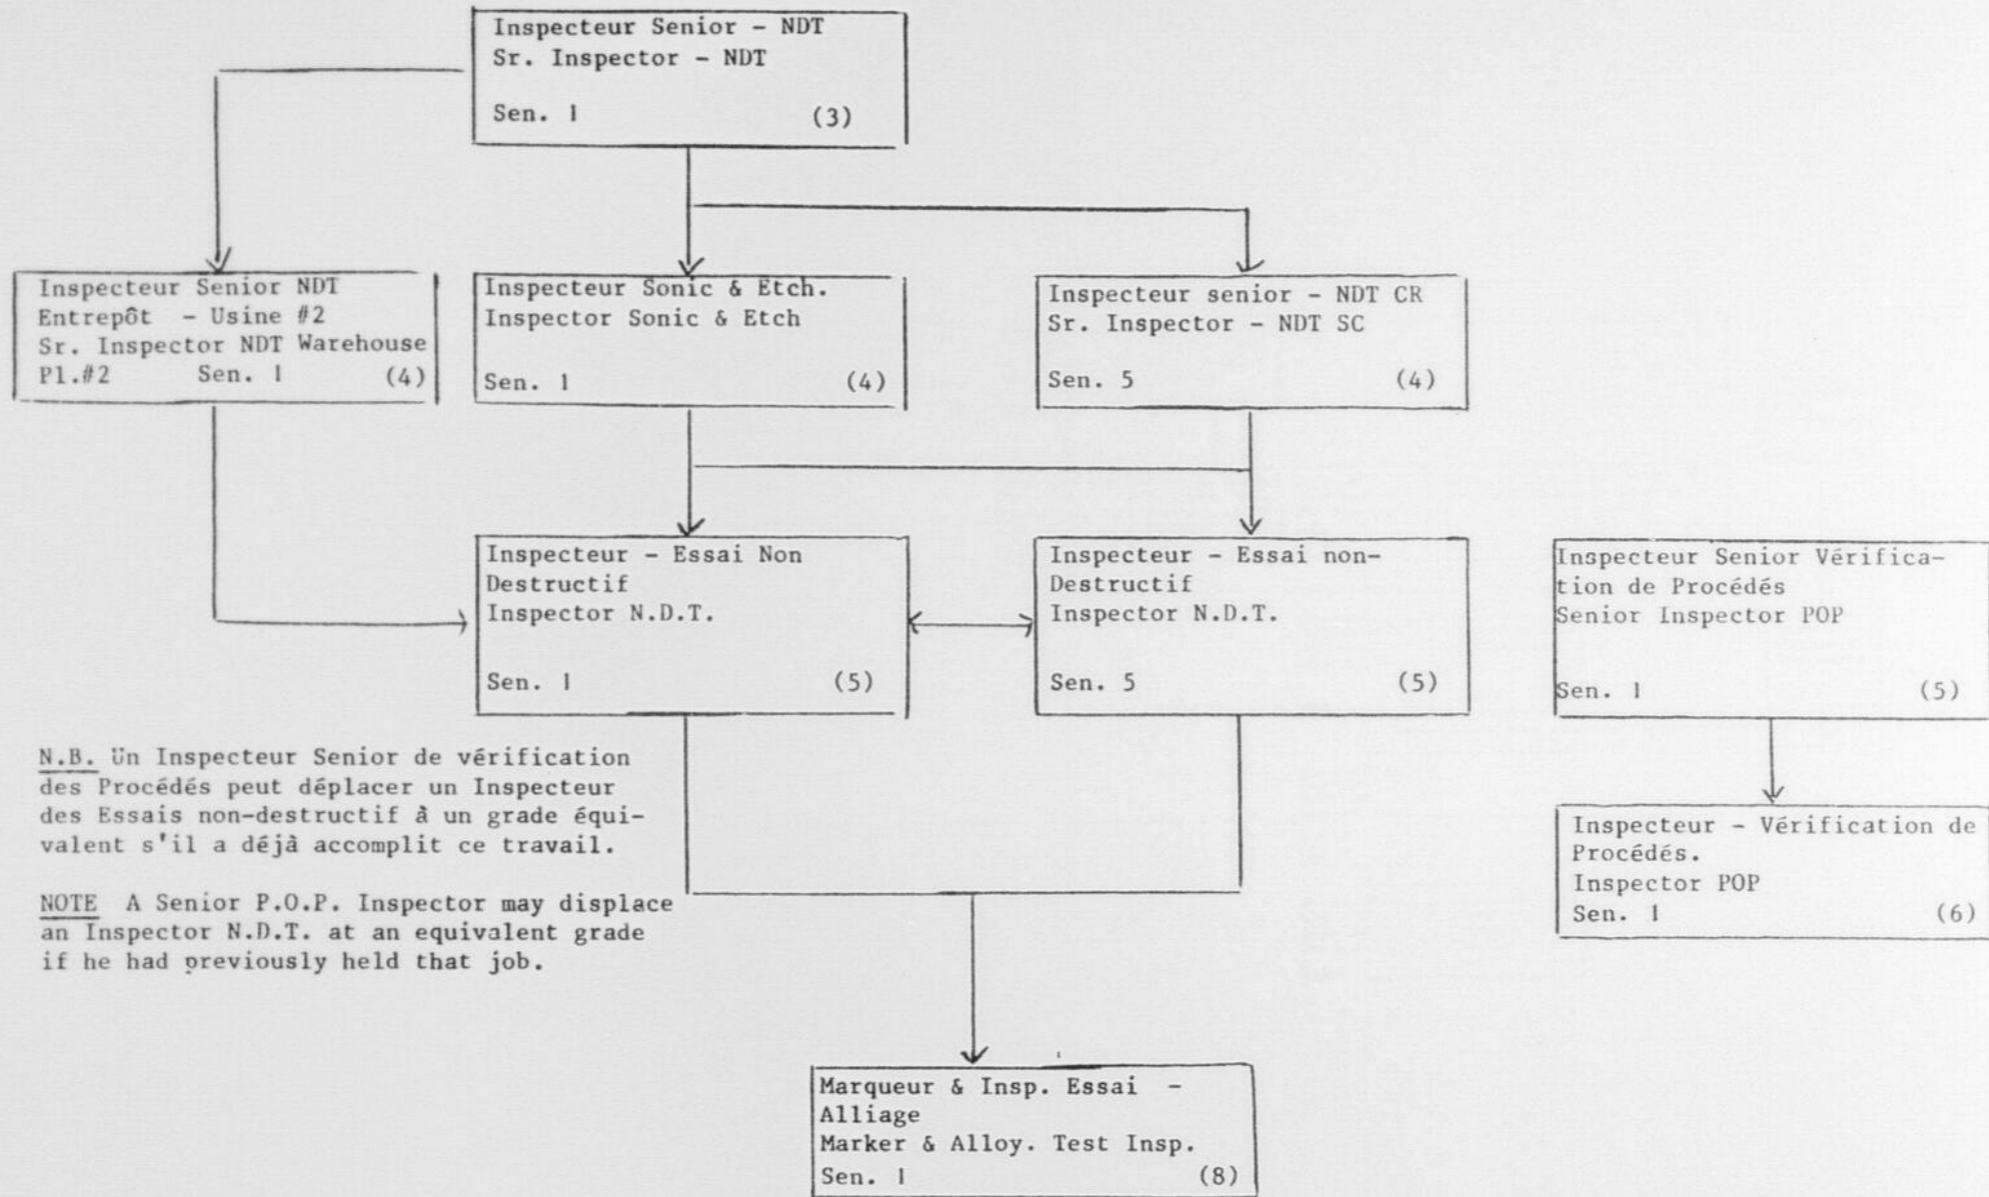 Inspecteur Senior - NDT
Sr. Inspector - NDT
Sen. 1 (3)
Inspecteur Senior NDT
Entrepôt - Usine #2
Sr. Inspector NDT Warehouse
Pl.#2 Sen. 1 (4)
Inspecteur Sonic & Etch.
Inspector Sonic & Etch
Sen. 1 (4)
Inspecteur senior - NDT CR
Sr. Inspector - NDT SC
Sen. 5 (4)
Inspecteur - Essai Non
Destructif
Inspector N.D.T.
Sen. 1 (5)
Inspecteur - Essai non-
Destructif
Inspector N.D.T.
Sen. 5 (5)
Inspecteur Senior Vérifica-
tion de Procédés
Senior Inspector POP
Sen. 1 (5)
N.B. Un Inspecteur Senior de vérification
des Procédés peut déplacer un Inspecteur
des Essais non-destructif à un grade équi-
valent s'il a déjà accomplit ce travail.
NOTE A Senior P.O.P. Inspector may displace
an Inspector N.D.T. at an equivalent grade
if he had previously held that job.
Inspecteur - Vérification de
Procédés.
Inspector POP
Sen. 1 (6)
Marqueur & Insp. Essai -
Alliage
Marker & Alloy. Test Insp.
Sen. 1 (8)